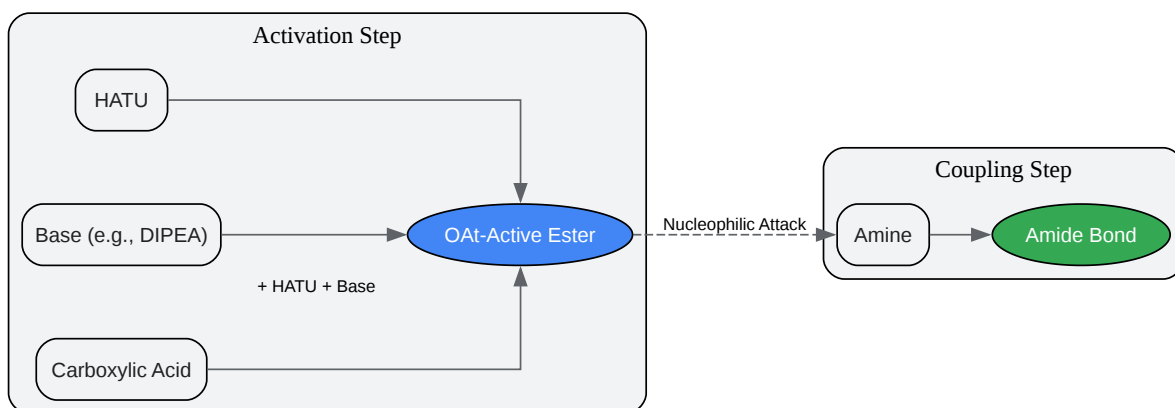 Activation Step
HATU
Base (e.g., DIPEA)
OAt-Active Ester
+ HATU + Base
Carboxylic Acid
Nucleophilic Attack
Coupling Step
Amine
Amide Bond